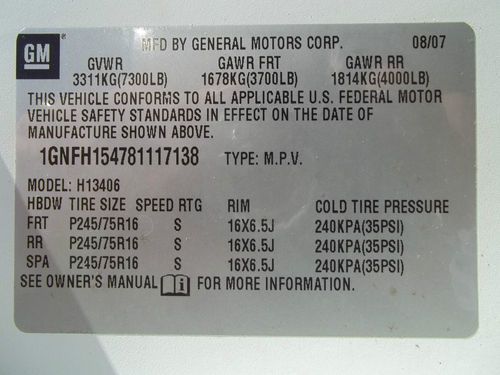 GM
MFD BY GENERAL MOTORS CORP. 08/07
GVWR GAWR FRT GAWR RR
3311KG(7300LB) 1678KG(3700LB) 1814KG(4000LB)
THIS VEHICLE CONFORMS TO ALL APPLICABLE U.S. FEDERAL MOTOR
VEHICLE SAFETY STANDARDS IN EFFECT ON THE DATE OF
MANUFACTURE SHOWN ABOVE.
1GNFH154781117138 TYPE: M.P.V.
MODEL: H13406
HBDW TIRE SIZE SPEED RTG RIM COLD TIRE PRESSURE
FRT P245/75R16 S 16X6.5J 240KPA(35PSI)
RR P245/75R16 S 16X6.5J 240KPA(35PSI)
SPA P245/75R16 S 16X6.5J 240KPA(35PSI)
SEE OWNER'S MANUAL i FOR MORE INFORMATION.